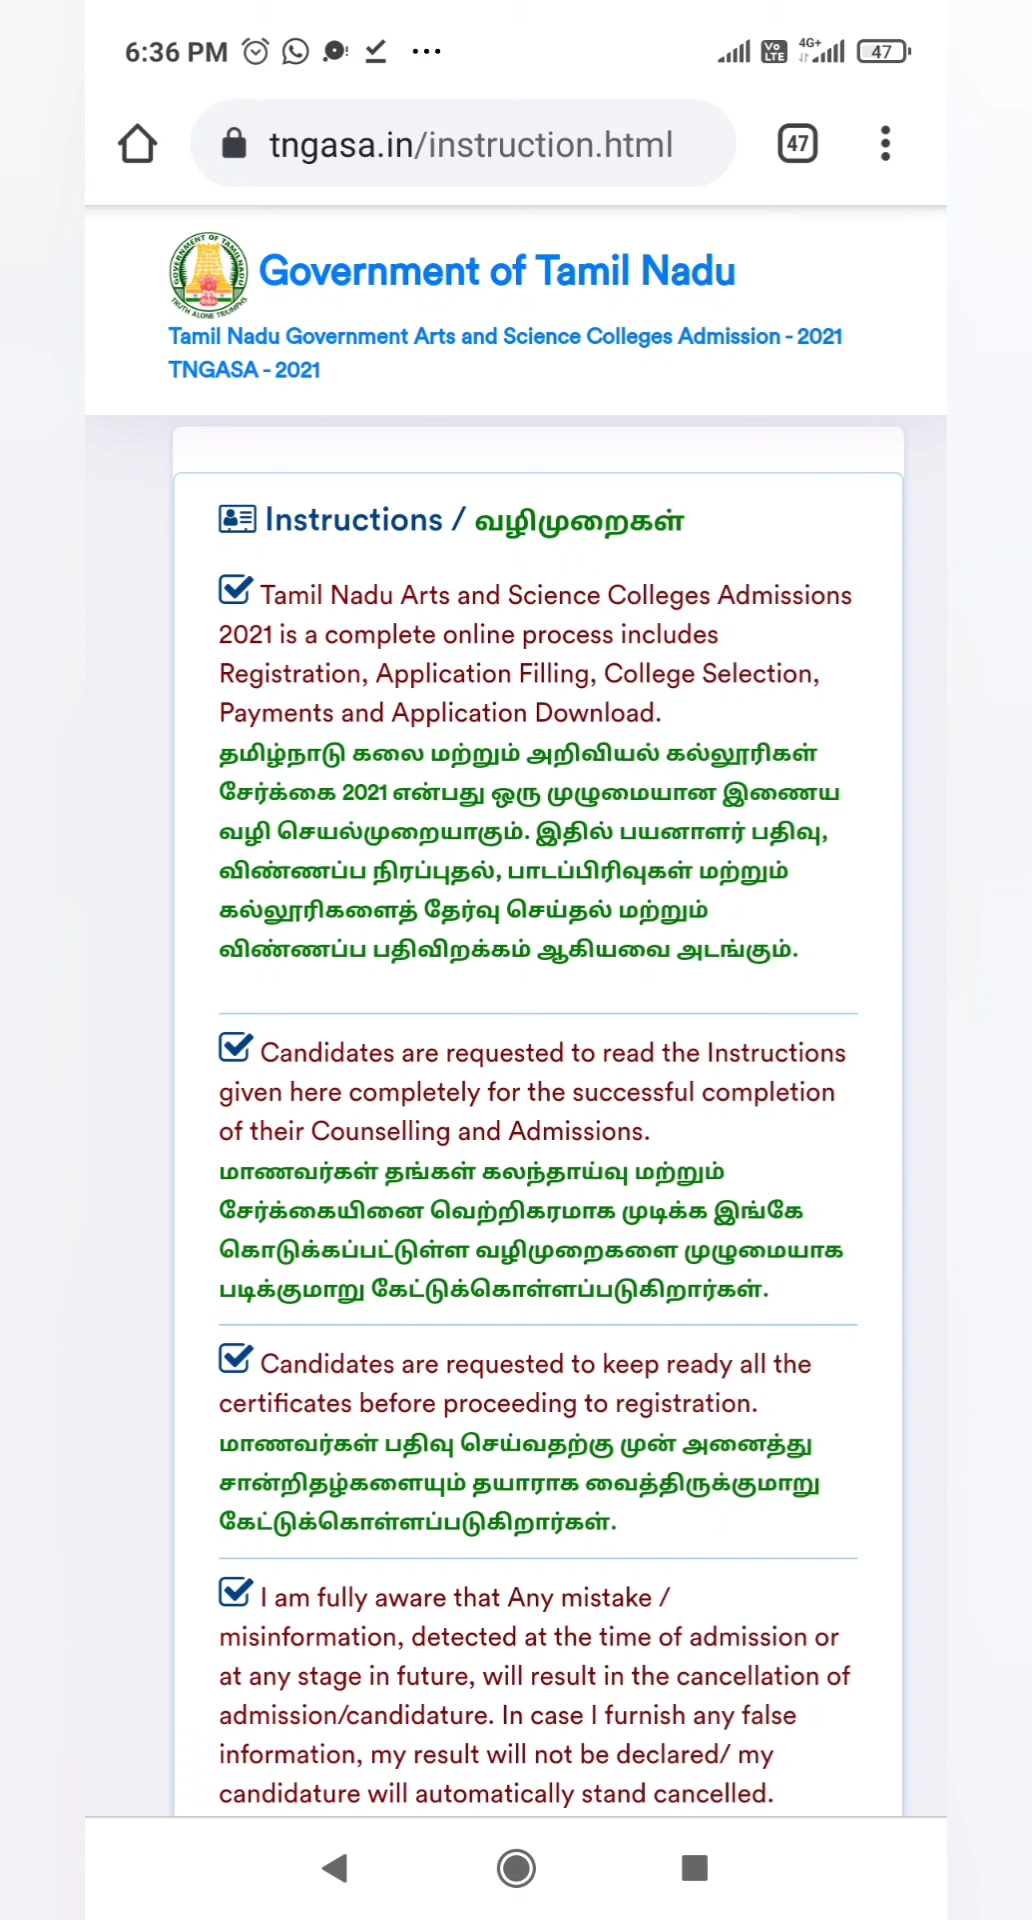 6:36 PM
Vo LTE 4G+ 47
tngasa.in/instruction.html 47
GOVERNMENT OF TAMILNADU
TRUTH ALONE TRIUMPHS
Government of Tamil Nadu
Tamil Nadu Government Arts and Science Colleges Admission - 2021
TNGASA - 2021
Instructions / வழிமுறைகள்
Tamil Nadu Arts and Science Colleges Admissions
2021 is a complete online process includes
Registration, Application Filling, College Selection,
Payments and Application Download.
தமிழ்நாடு கலை மற்றும் அறிவியல் கல்லூரிகள்
சேர்க்கை 2021 என்பது ஒரு முழுமையான இணைய
வழி செயல்முறையாகும். இதில் பயனாளர் பதிவு,
விண்ணப்ப நிரப்புதல், பாடப்பிரிவுகள் மற்றும்
கல்லூரிகளைத் தேர்வு செய்தல் மற்றும்
விண்ணப்ப பதிவிறக்கம் ஆகியவை அடங்கும்.
Candidates are requested to read the Instructions
given here completely for the successful completion
of their Counselling and Admissions.
மாணவர்கள் தங்கள் கலந்தாய்வு மற்றும்
சேர்க்கையினை வெற்றிகரமாக முடிக்க இங்கே
கொடுக்கப்பட்டுள்ள வழிமுறைகளை முழுமையாக
படிக்குமாறு கேட்டுக்கொள்ளப்படுகிறார்கள்.
Candidates are requested to keep ready all the
certificates before proceeding to registration.
மாணவர்கள் பதிவு செய்வதற்கு முன் அனைத்து
சான்றிதழ்களையும் தயாராக வைத்திருக்குமாறு
கேட்டுக்கொள்ளப்படுகிறார்கள்.
I am fully aware that Any mistake /
misinformation, detected at the time of admission or
at any stage in future, will result in the cancellation of
admission/candidature. In case I furnish any false
information, my result will not be declared/ my
candidature will automatically stand cancelled.